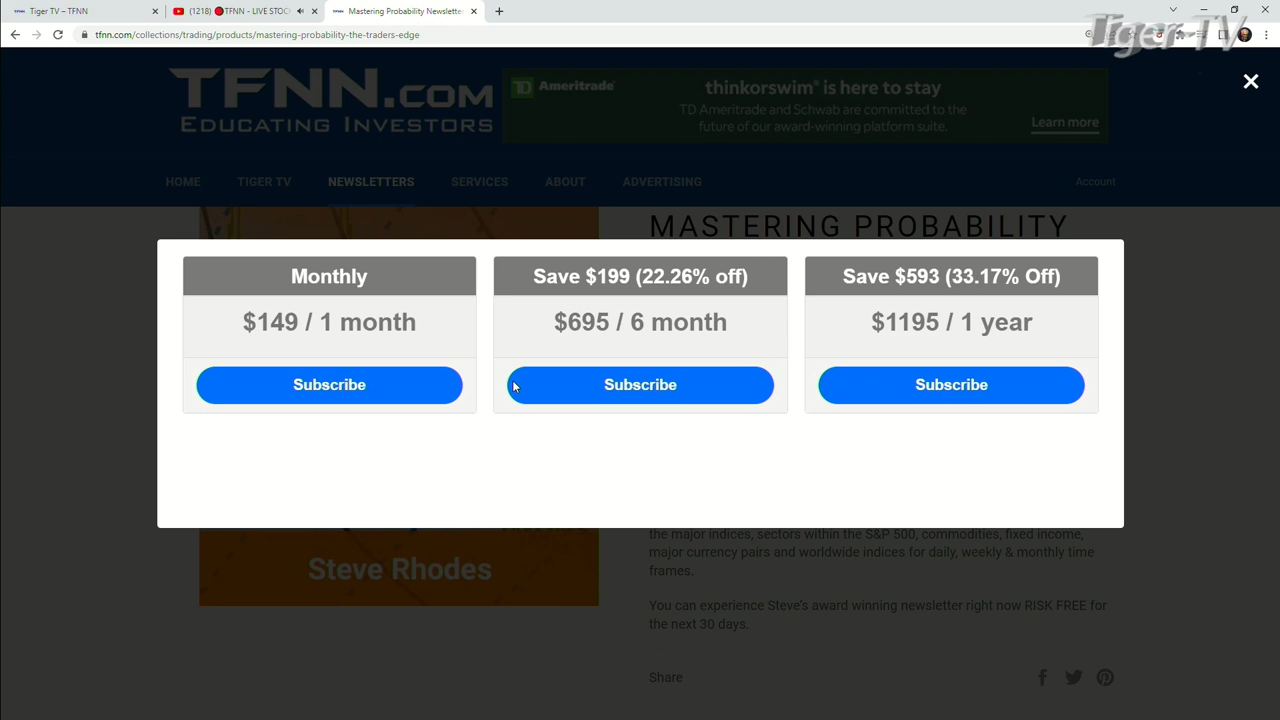 Tiger TV – TFNN
(1218) 🔴TFNN - LIVE STOC
Mastering Probability Newslette
tfnn.com/collections/trading/products/mastering-probability-the-traders-edge
Tiger TV
TFNN.COM
EDUCATING INVESTORS
TD Ameritrade
thinkorswim® is here to stay
TD Ameritrade and Schwab are committed to the
future of our award-winning platform suite.
Learn more
HOME TIGER TV NEWSLETTERS SERVICES ABOUT ADVERTISING Account
MASTERING PROBABILITY
Monthly
$149 / 1 month
Subscribe
Save $199 (22.26% off)
$695 / 6 month
Subscribe
Save $593 (33.17% Off)
$1195 / 1 year
Subscribe
Steve Rhodes
the major indices, sectors within the S&P 500, commodities, fixed income,
major currency pairs and worldwide indices for daily, weekly & monthly time
frames.
You can experience Steve's award winning newsletter right now RISK FREE for
the next 30 days.
Share